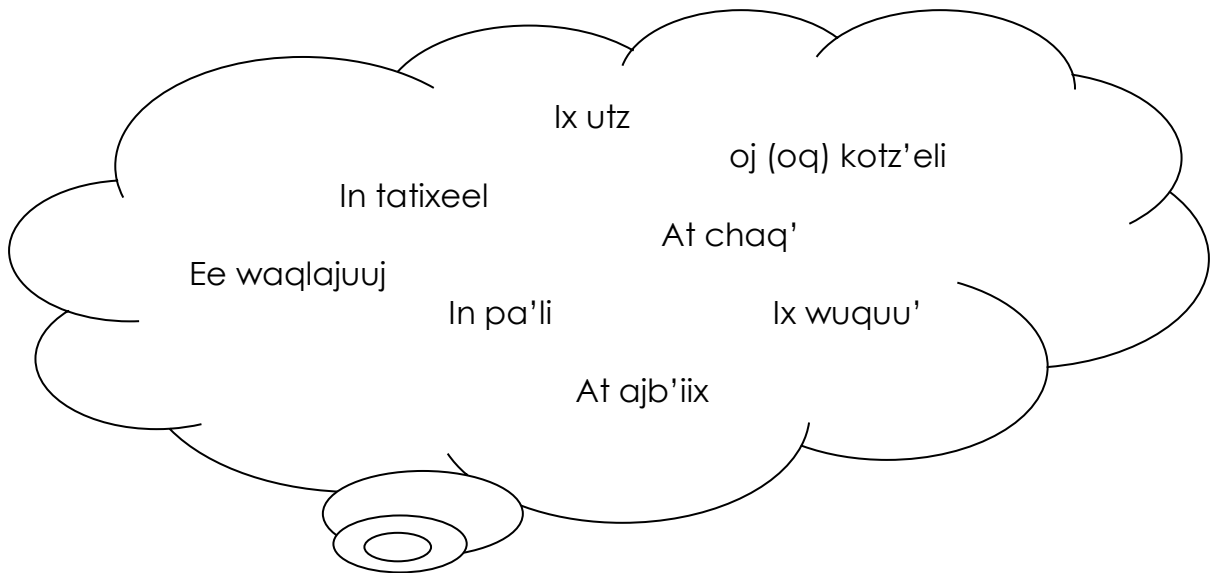 Ix utz
oj (oq) kotz’eli
In tatixeel
At chaq’
Ee waqlajuuj
In pa’li
Ix wuquu’
At ajb’iix